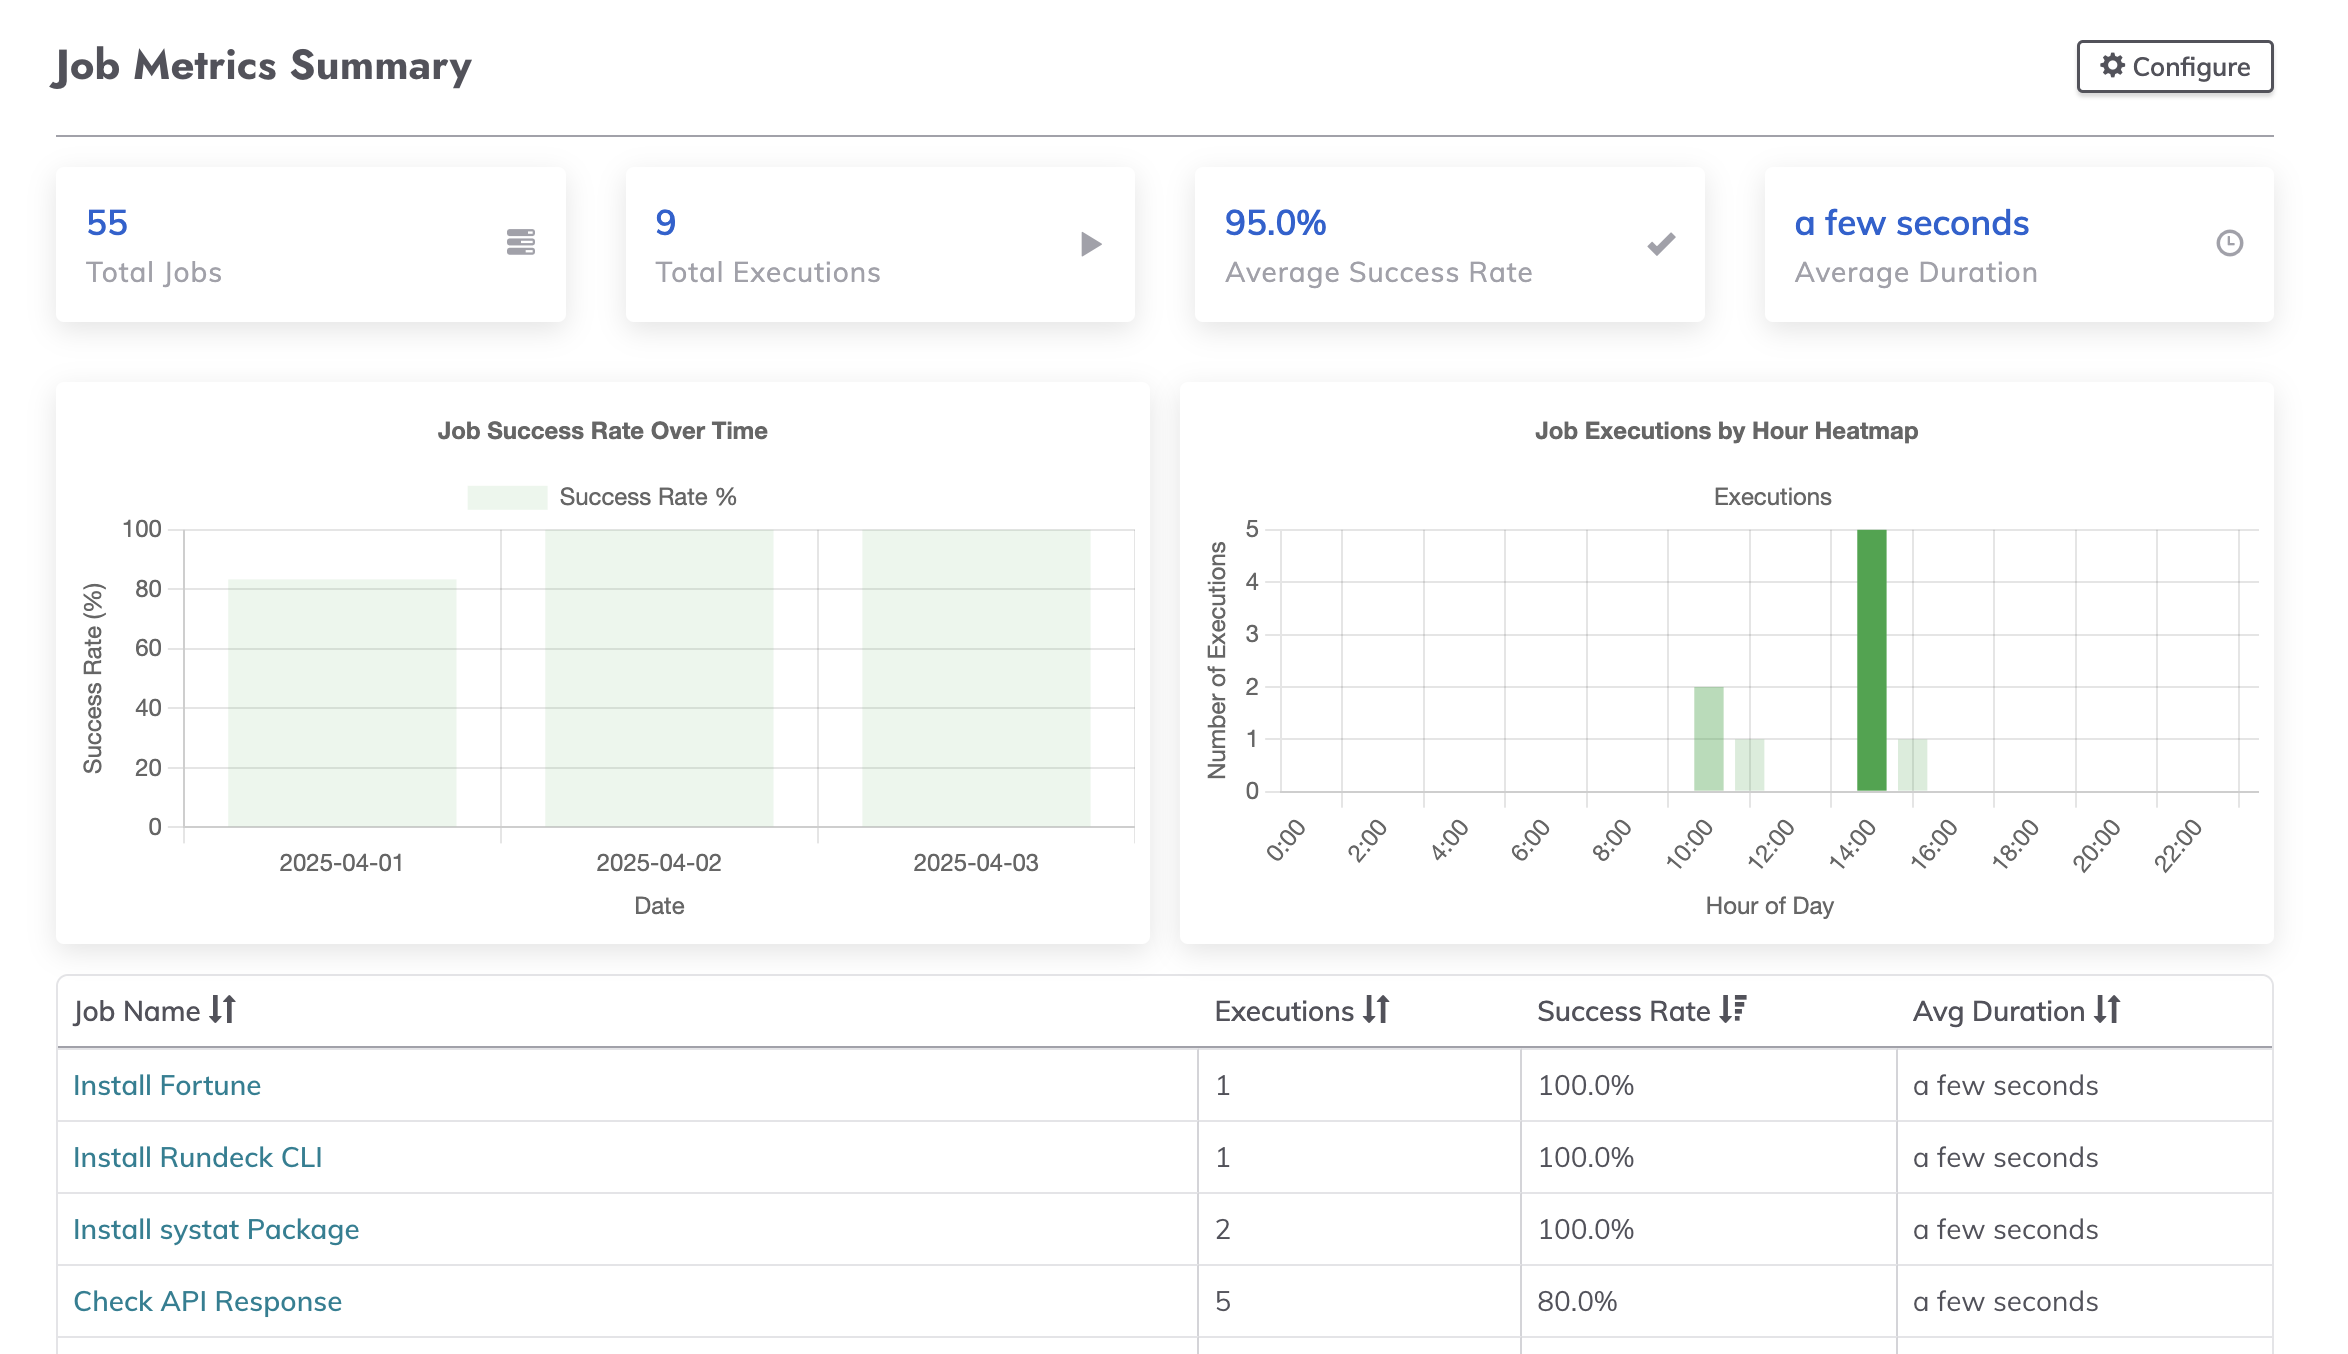 Job Metrics Summary
Configure
55
Total Jobs
9
Total Executions
95.0%
Average Success Rate
a few seconds
Average Duration
Job Success Rate Over Time
Success Rate %
100
80
60
40
20
0
Success Rate (%)
2025-04-01 2025-04-02 2025-04-03
Date
Job Executions by Hour Heatmap
Executions
5
4
3
2
1
0
Number of Executions
0:00 2:00 4:00 6:00 8:00 10:00 12:00 14:00 16:00 18:00 20:00 22:00
Hour of Day
Job Name Executions Success Rate Avg Duration
Install Fortune 1 100.0% a few seconds
Install Rundeck CLI 1 100.0% a few seconds
Install systat Package 2 100.0% a few seconds
Check API Response 5 80.0% a few seconds